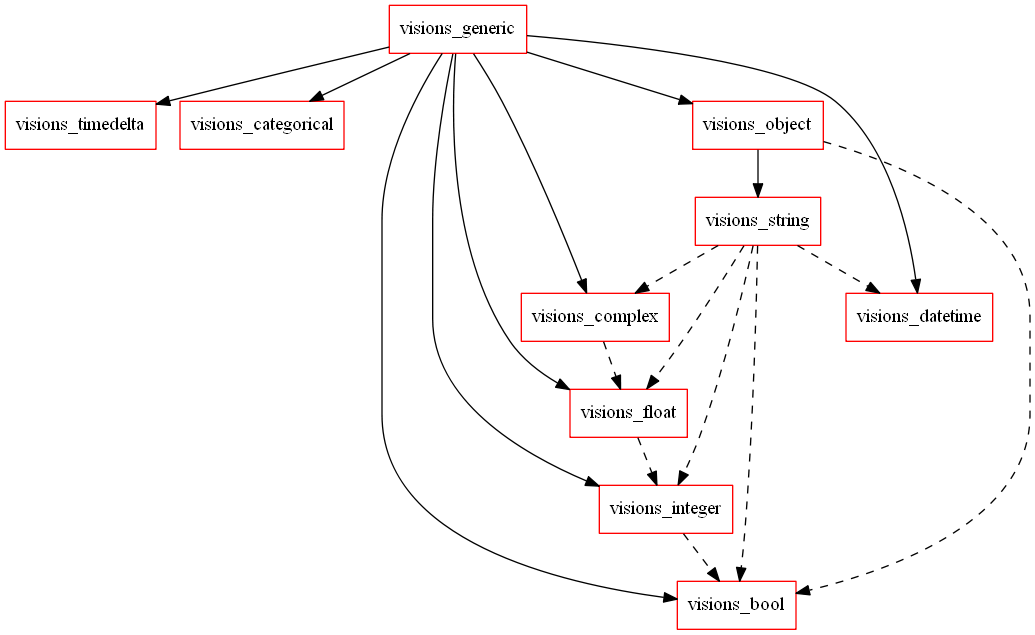 visions_generic
visions_timedelta
visions_categorical
visions_object
visions_string
visions_complex
visions_datetime
visions_float
visions_integer
visions_bool